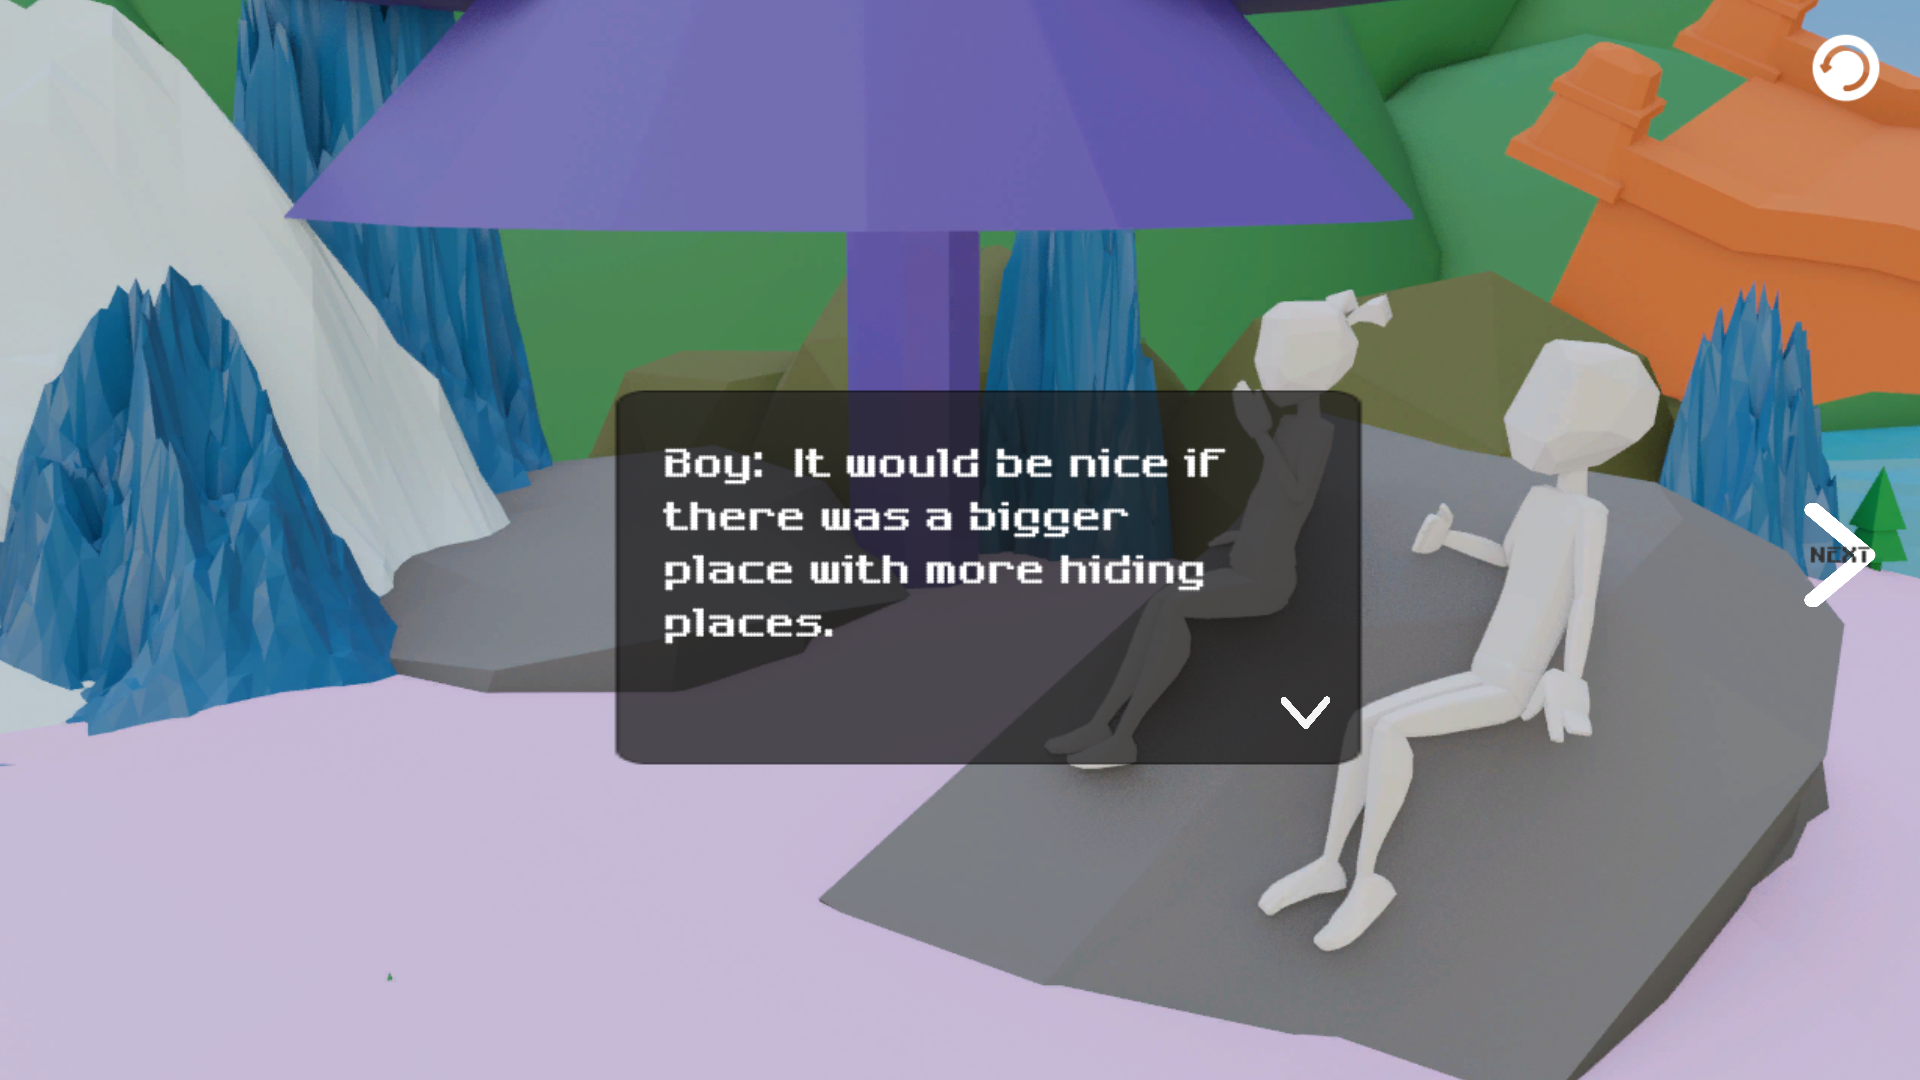 Boy: It would be nice if
there was a bigger
place with more hiding
places.
NEXT